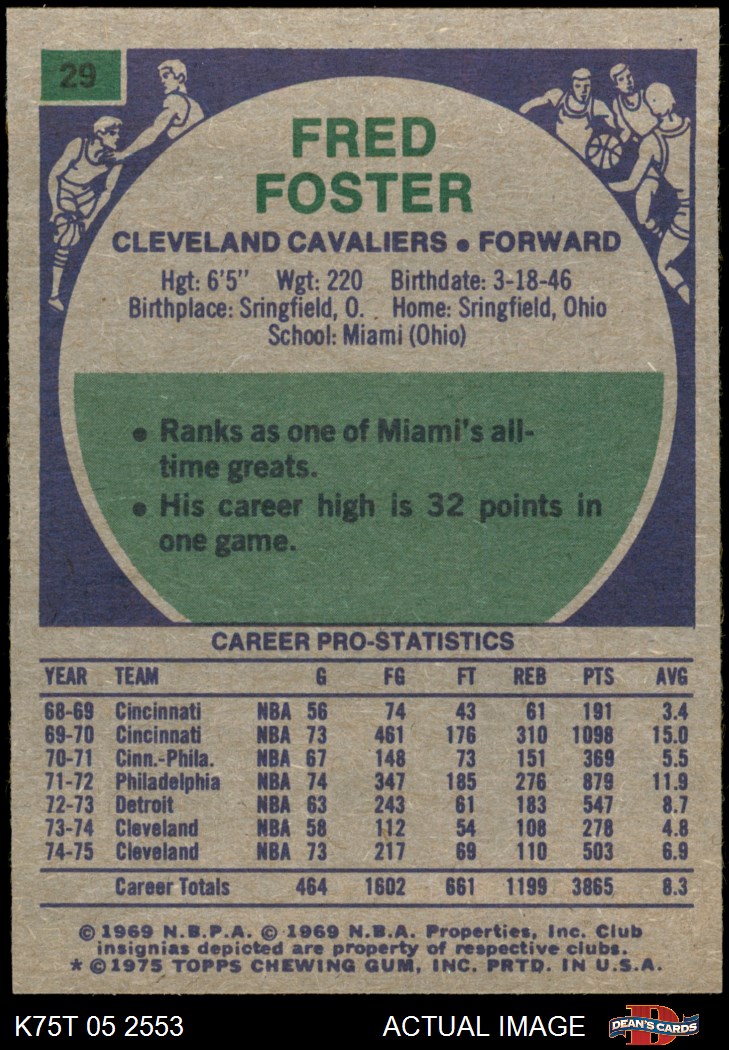 29
FRED
FOSTER
CLEVELAND CAVALIERS ● FORWARD
Hgt: 6'5" Wgt: 220 Birthdate: 3-18-46
Birthplace: Sringfield, O. Home: Sringfield, Ohio
School: Miami (Ohio)
● Ranks as one of Miami's all-
time greats.
● His career high is 32 points in
one game.
CAREER PRO-STATISTICS
YEAR TEAM G FG FT REB PTS AVG
68-69 Cincinnati NBA 56 74 43 61 191 3.4
69-70 Cincinnati NBA 73 461 176 310 1098 15.0
70-71 Cinn.-Phila. NBA 67 148 73 151 369 5.5
71-72 Philadelphia NBA 74 347 185 276 879 11.9
72-73 Detroit NBA 63 243 61 183 547 8.7
73-74 Cleveland NBA 58 112 54 108 278 4.8
74-75 Cleveland NBA 73 217 69 110 503 6.9
Career Totals 464 1602 661 1199 3865 8.3
© 1969 N.B.P.A. © 1969 N.B.A. Properties, Inc. Club
insignias depicted are property of respective clubs.
* © 1975 TOPPS CHEWING GUM, INC. PRTD. IN U.S.A.
K75T 05 2553 ACTUAL IMAGE DEAN'S CARDS